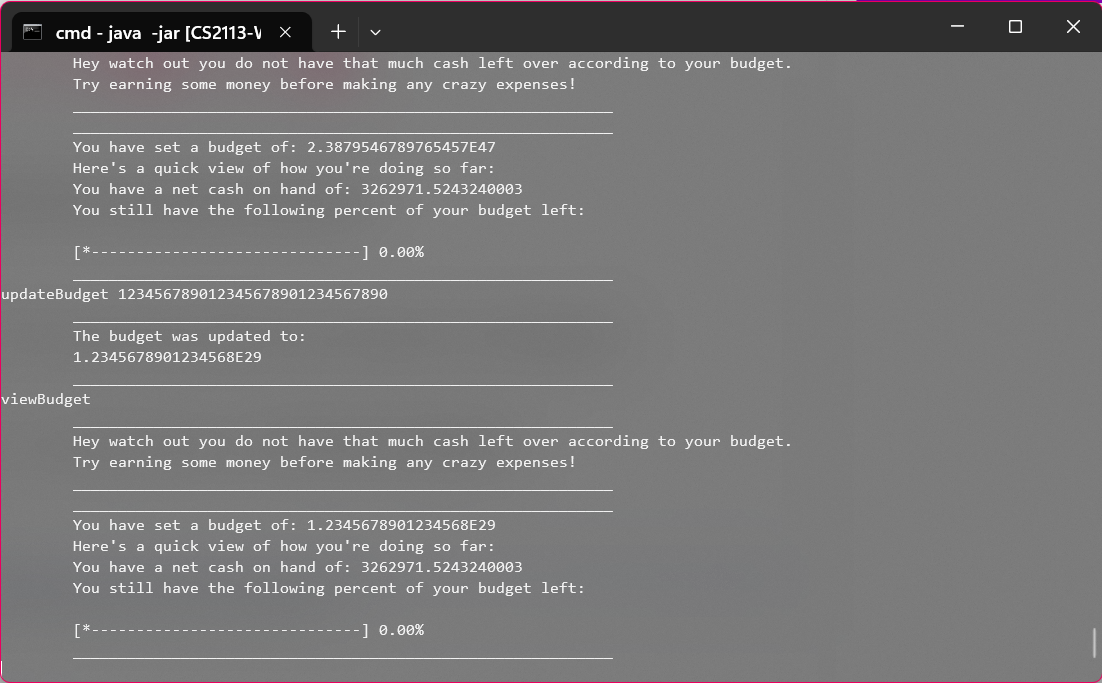 cmd - java -jar [CS2113-V
Hey watch out you do not have that much cash left over according to your budget.
Try earning some money before making any crazy expenses!
____________________________________________________________
____________________________________________________________
You have set a budget of: 2.3879546789765457E47
Here's a quick view of how you're doing so far:
You have a net cash on hand of: 3262971.5243240003
You still have the following percent of your budget left:
[*------------------------------] 0.00%
____________________________________________________________
updateBudget 123456789012345678901234567890
____________________________________________________________
The budget was updated to:
1.2345678901234568E29
____________________________________________________________
viewBudget
____________________________________________________________
Hey watch out you do not have that much cash left over according to your budget.
Try earning some money before making any crazy expenses!
____________________________________________________________
____________________________________________________________
You have set a budget of: 1.2345678901234568E29
Here's a quick view of how you're doing so far:
You have a net cash on hand of: 3262971.5243240003
You still have the following percent of your budget left:
[*------------------------------] 0.00%
____________________________________________________________